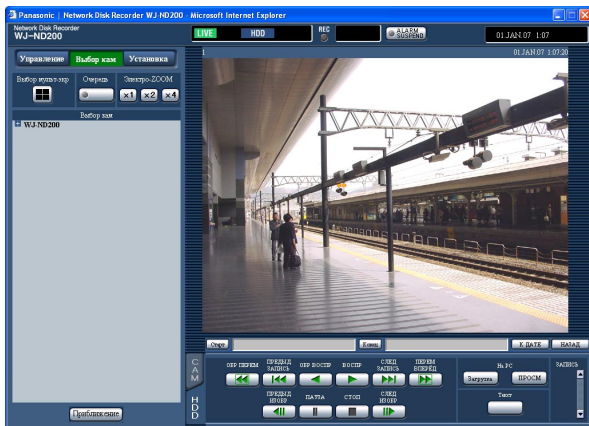 Panasonic | Network Disk Recorder WJ-ND200 - Microsoft Internet Explorer
Network Disk Recorder
WJ-ND200
LIVE HDD REC ALARM SUSPEND 01.JAN.07 1:07
Управление Выбор кам Установка
1 01.JAN.07 1:07:20
Выбор мульт-экр Очередь Электро-ZOOM
x1 x2 x4
Выбор кам
WJ-ND200
Старт Конец К ДАТЕ НАЗАД
CAM
ОБР ПЕРЕМ ПРЕДЫД ЗАПИСЬ ОБР ВОСПР ВОСПР СЛЕД ЗАПИСЬ ПЕРЕМ ВПЕРЁД
На PC ЗАПИСЬ
Загрузка ПРОСМ
HDD
ПРЕДЫД ИЗОБР ПАУЗА СТОП СЛЕД ИЗОБР
Текст
Приближение